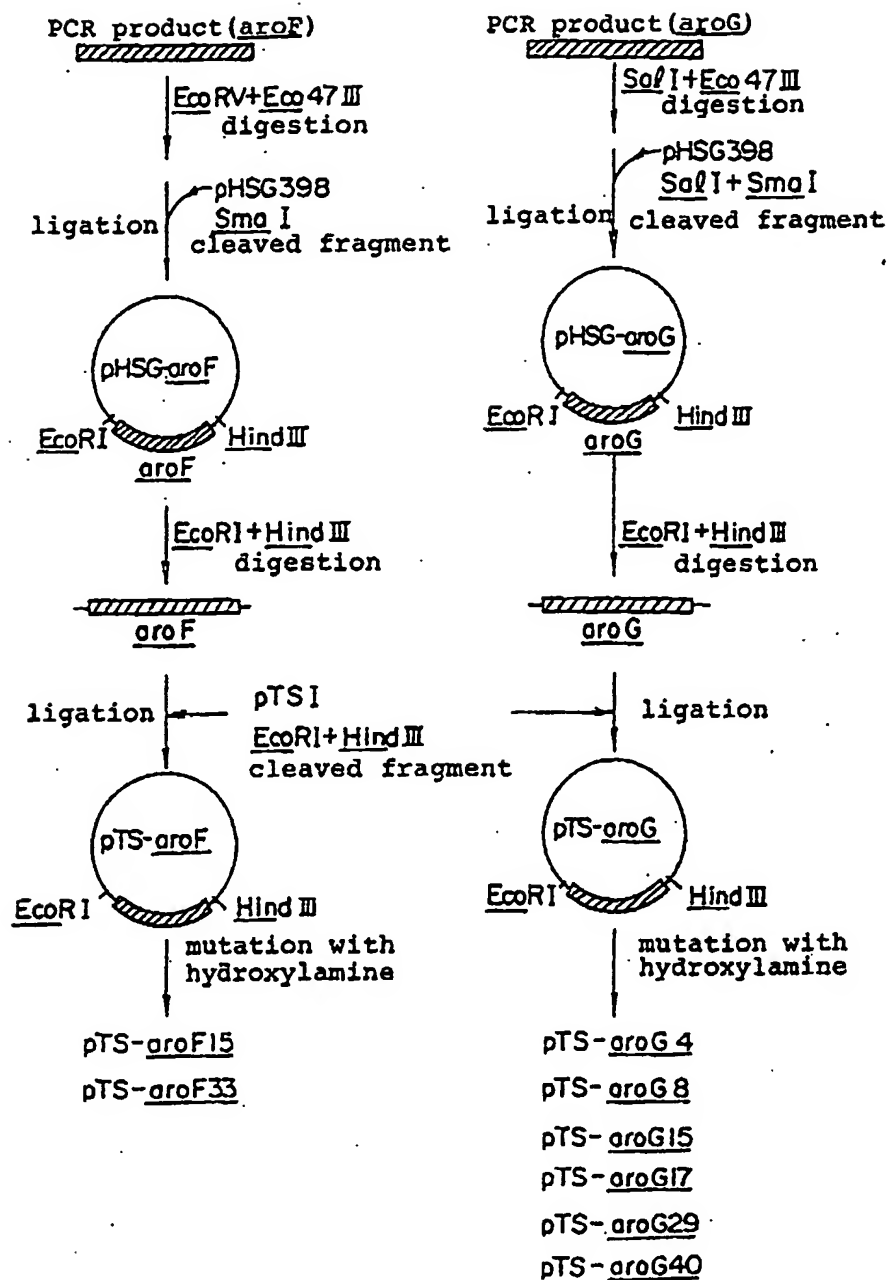 PCR product(aroF)
EcoRV+Eco47III
digestion
pHSG398
ligation
SmaI
cleaved fragment
pHSG-aroF
EcoRI
HindIII
aroF
EcoRI+HindIII
digestion
aroF
ligation
pTSI
EcoRI+HindIII
cleaved fragment
pTS-aroF
EcoRI
HindIII
mutation with
hydroxylamine
pTS-aroF15
pTS-aroF33
PCR product(aroG)
SalI+Eco47III
digestion
pHSG398
SalI+SmaI
ligation
cleaved fragment
pHSG-aroG
EcoRI
HindIII
aroG
EcoRI+HindIII
digestion
aroG
ligation
pTS-aroG
EcoRI
HindIII
mutation with
hydroxylamine
pTS-aroG4
pTS-aroG8
pTS-aroG15
pTS-aroG17
pTS-aroG29
pTS-aroG40